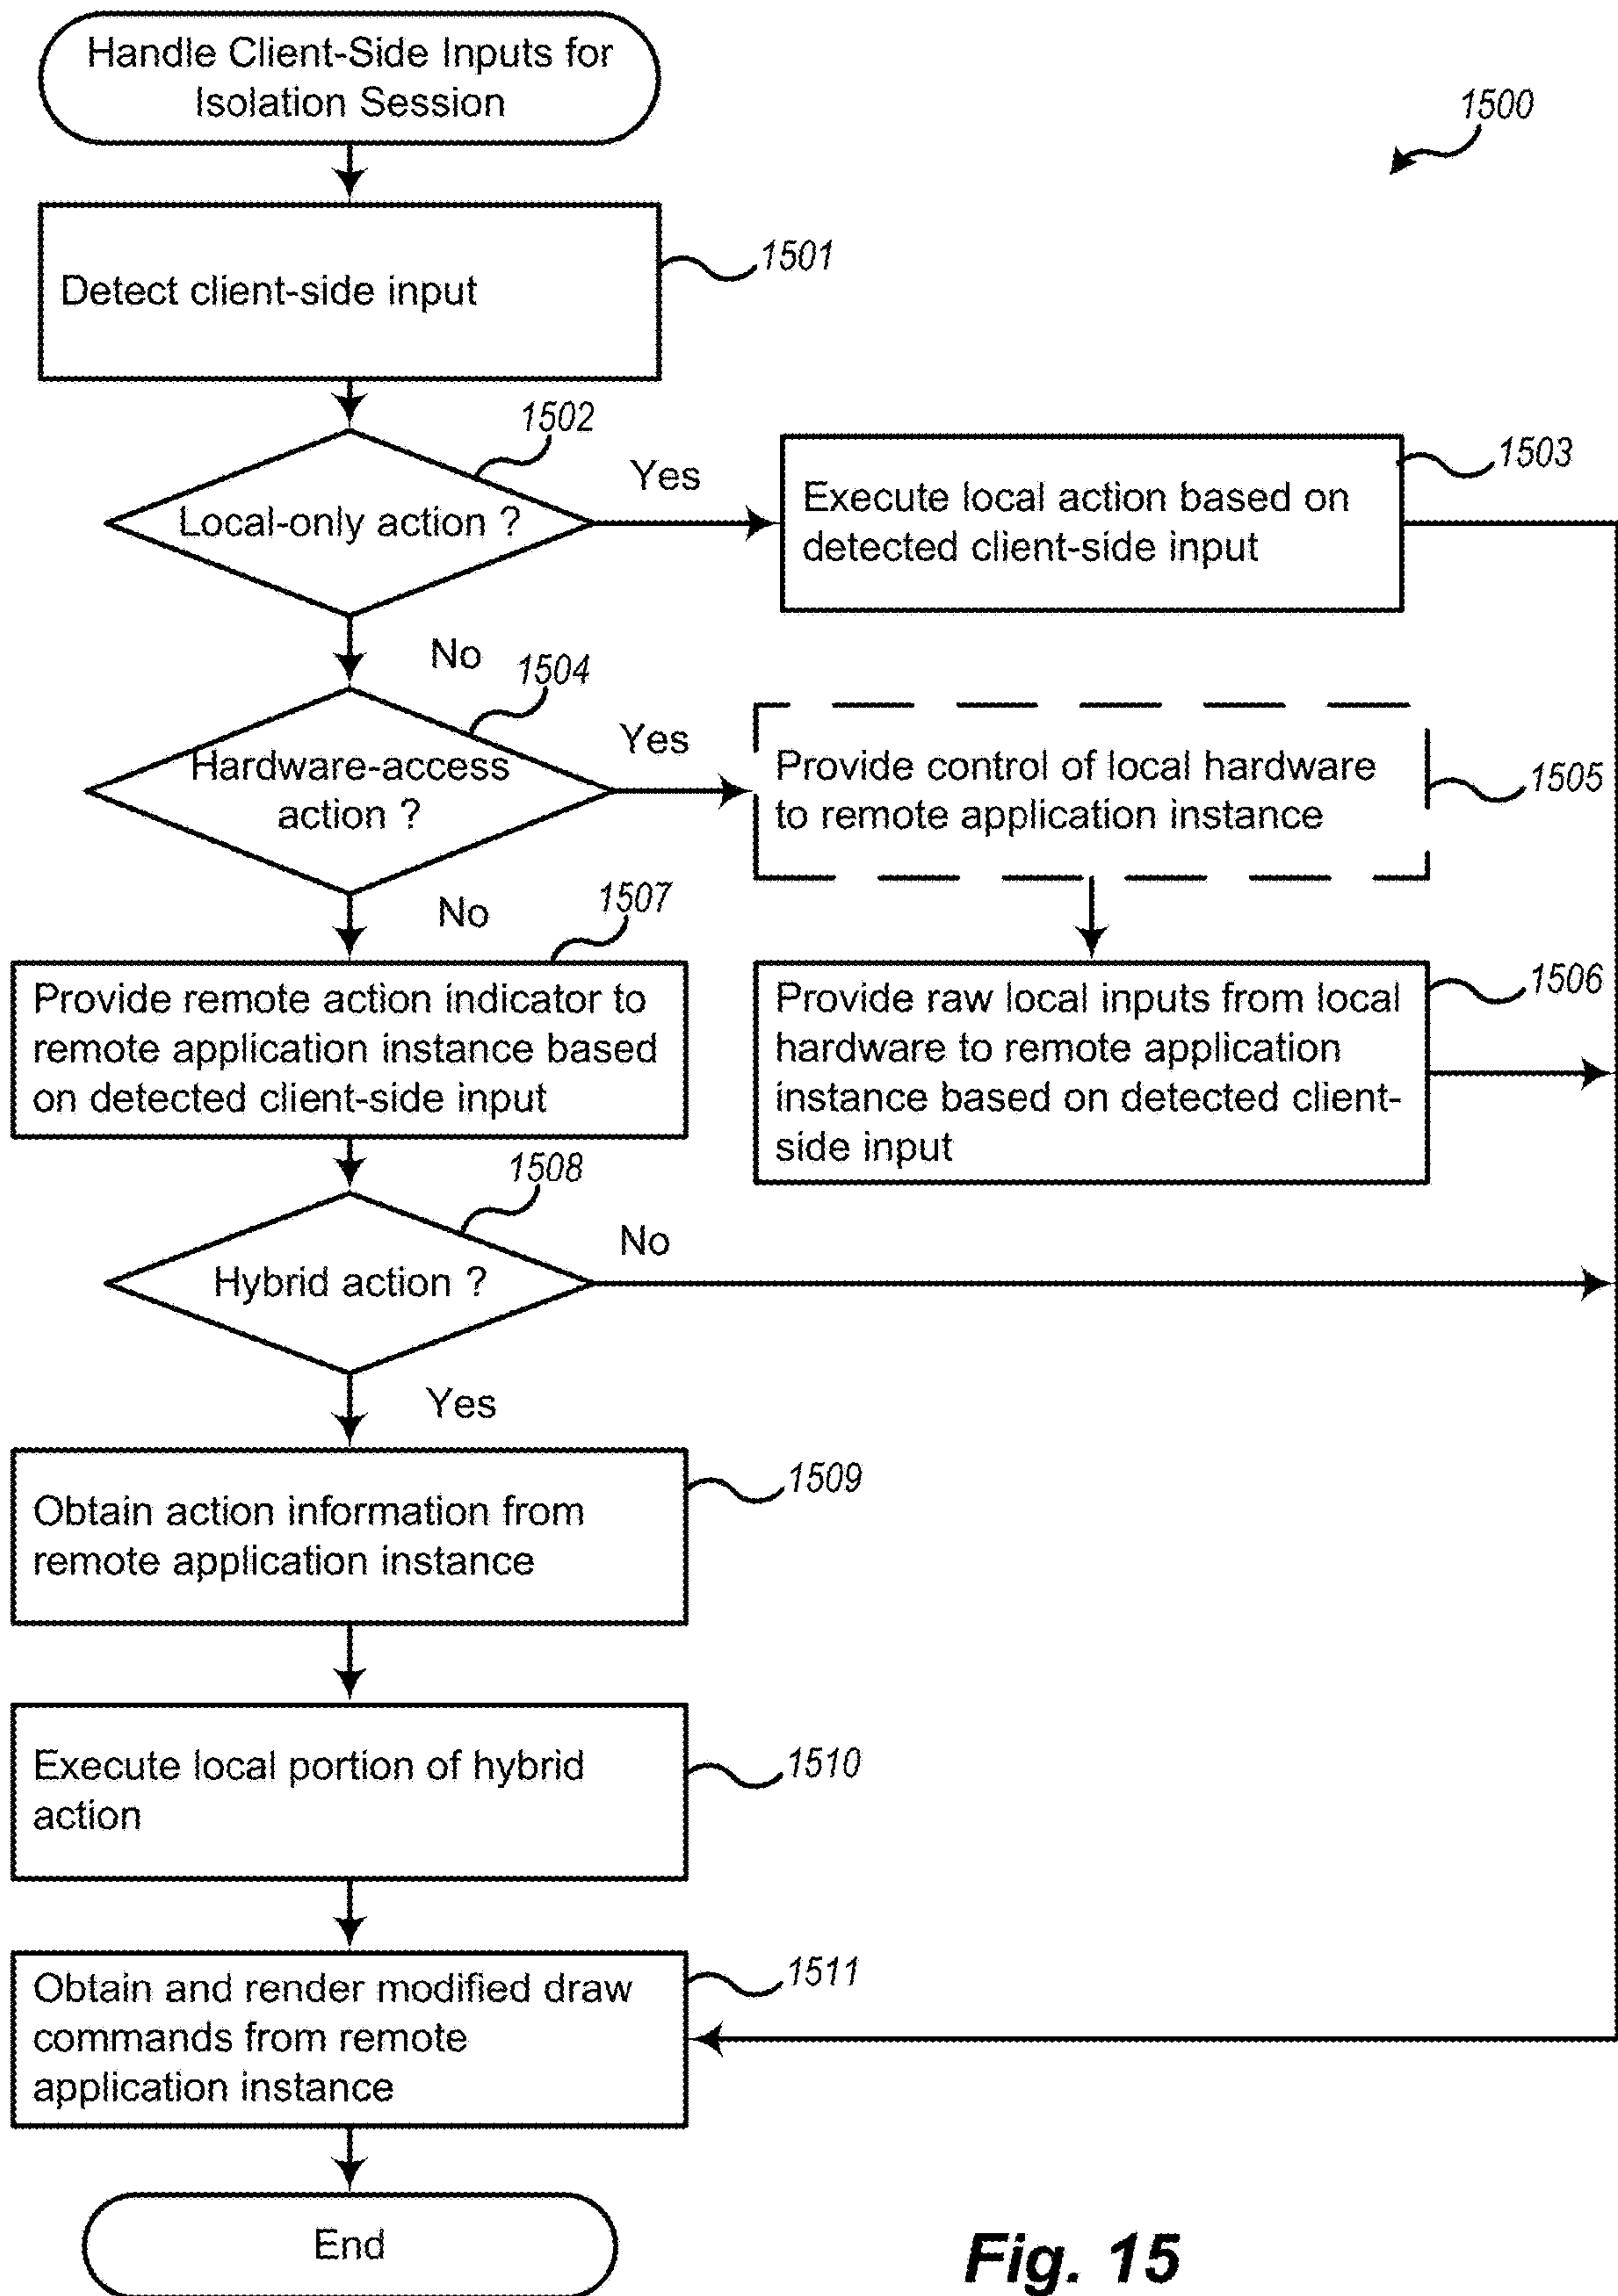 Handle Client-Side Inputs for
Isolation Session
1500
Detect client-side input
1501
1502
Local-only action ?
Yes
Execute local action based on
detected client-side input
1503
No
1504
Hardware-access
action ?
Yes
Provide control of local hardware
to remote application instance
1505
No
1507
Provide remote action indicator to
remote application instance based
on detected client-side input
Provide raw local inputs from local
hardware to remote application
instance based on detected client-
side input
1506
1508
Hybrid action ?
No
Yes
Obtain action information from
remote application instance
1509
Execute local portion of hybrid
action
1510
Obtain and render modified draw
commands from remote
application instance
1511
End
Fig. 15